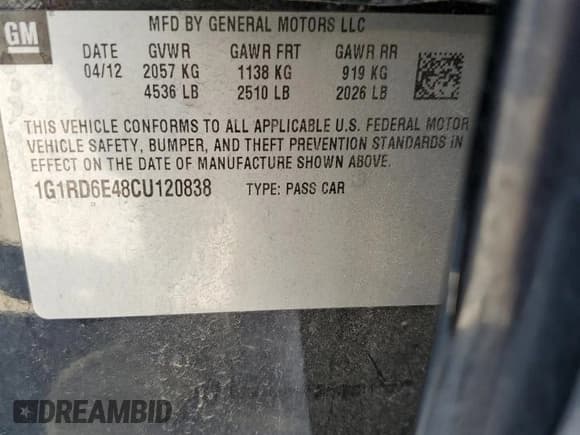 GM
MFD BY GENERAL MOTORS LLC
DATE GVWR GAWR FRT GAWR RR
04/12 2057 KG 1138 KG 919 KG
4536 LB 2510 LB 2026 LB
THIS VEHICLE CONFORMS TO ALL APPLICABLE U.S. FEDERAL MOTOR
VEHICLE SAFETY, BUMPER, AND THEFT PREVENTION STANDARDS IN
EFFECT ON THE DATE OF MANUFACTURE SHOWN ABOVE.
1G1RD6E48CU120838 TYPE: PASS CAR
DREAMBID